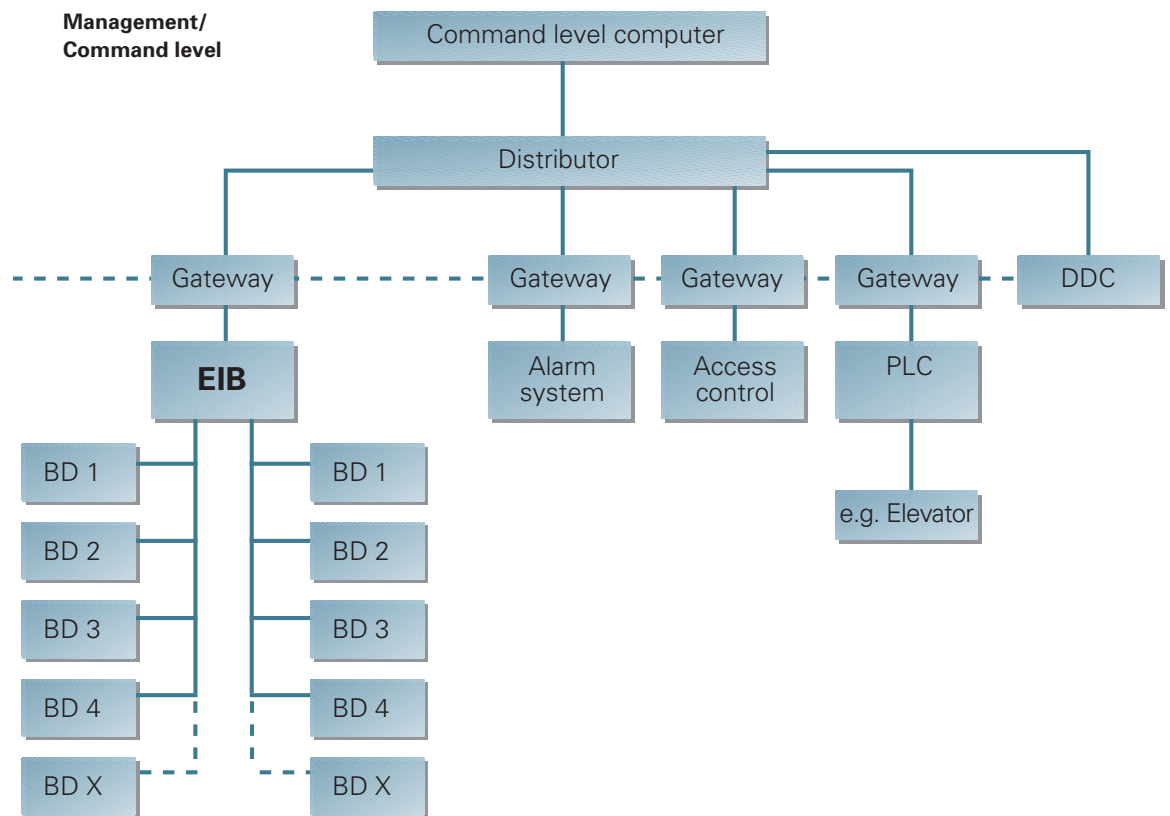 Management/
Command level
Command level computer
Distributor
Gateway
Gateway
Gateway
Gateway
DDC
EIB
Alarm
system
Access
control
PLC
BD 1
BD 1
e.g. Elevator
BD 2
BD 2
BD 3
BD 3
BD 4
BD 4
BD X
BD X